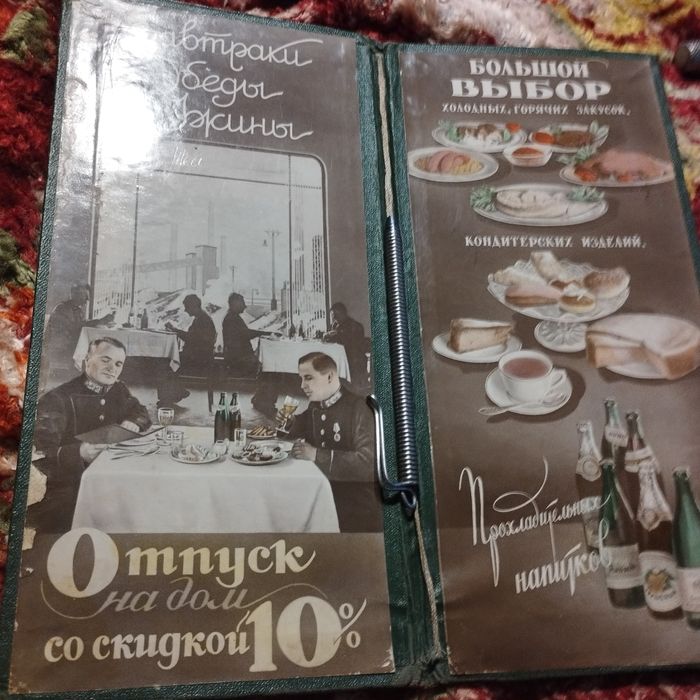 Завтраки
Обеды
Ужины
Отпуск
на дом
со скидкой 10%
БОЛЬШОЙ
ВЫБОР
ХОЛОДНЫХ, ГОРЯЧИХ ЗАКУСОК,
КОНДИТЕРСКИХ ИЗДЕЛИЙ,
Прохладительных
напитков